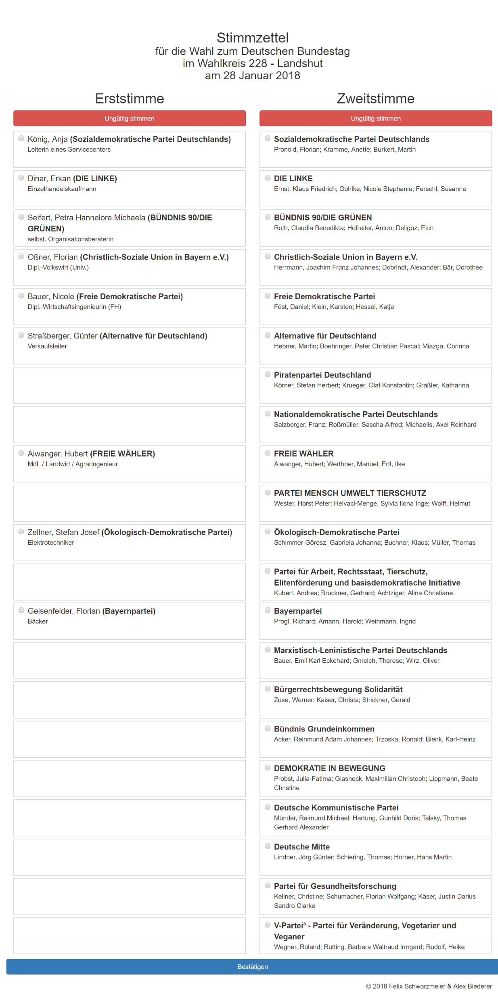 Stimmzettel
für die Wahl zum Deutschen Bundestag
im Wahlkreis 228 - Landshut
am 28 Januar 2018
Erststimme
Ungültig stimmen
König, Anja (Sozialdemokratische Partei Deutschlands)
Leiterin eines Servicecenters
Dinar, Erkan (DIE LINKE)
Einzelhandelskaufmann
Seifert, Petra Hannelore Michaela (BÜNDNIS 90/DIE
GRÜNEN)
selbst. Organisationsberaterin
Oßner, Florian (Christlich-Soziale Union in Bayern e.V.)
Dipl.-Volkswirt (Univ.)
Bauer, Nicole (Freie Demokratische Partei)
Dipl.-Wirtschaftsingenieurin (FH)
Straßberger, Günter (Alternative für Deutschland)
Verkaufsleiter
Aiwanger, Hubert (FREIE WÄHLER)
MdL / Landwirt / Agraringenieur
Zellner, Stefan Josef (Ökologisch-Demokratische Partei)
Elektrotechniker
Geisenfelder, Florian (Bayernpartei)
Bäcker
Zweitstimme
Ungültig stimmen
Sozialdemokratische Partei Deutschlands
Pronold, Florian; Kramme, Anette; Burkert, Martin
DIE LINKE
Ernst, Klaus Friedrich; Gohlke, Nicole Stephanie; Ferschl, Susanne
BÜNDNIS 90/DIE GRÜNEN
Roth, Claudia Benedikta; Hofreiter, Anton; Deligöz, Ekin
Christlich-Soziale Union in Bayern e.V.
Herrmann, Joachim Franz Johannes; Dobrindt, Alexander; Bär, Dorothee
Freie Demokratische Partei
Föst, Daniel; Klein, Karsten; Hessel, Katja
Alternative für Deutschland
Hebner, Martin; Boehringer, Peter Christian Pascal; Miazga, Corinna
Piratenpartei Deutschland
Körner, Stefan Herbert; Krueger, Olaf Konstantin; Graßler, Katharina
Nationaldemokratische Partei Deutschlands
Salzberger, Franz; Roßmüller, Sascha Alfred; Michaelis, Axel Reinhard
FREIE WÄHLER
Aiwanger, Hubert; Werthner, Manuel; Ertl, Ilse
PARTEI MENSCH UMWELT TIERSCHUTZ
Wester, Horst Peter; Helvaci-Menge, Sylvia Ilona Inge; Wolff, Helmut
Ökologisch-Demokratische Partei
Schimmer-Göresz, Gabriela Johanna; Buchner, Klaus; Müller, Thomas
Partei für Arbeit, Rechtsstaat, Tierschutz,
Elitenförderung und basisdemokratische Initiative
Kübert, Andrea; Bruckner, Gerhard; Achtziger, Alina Christiane
Bayernpartei
Progl, Richard; Amann, Harold; Weinmann, Ingrid
Marxistisch-Leninistische Partei Deutschlands
Bauer, Emil Karl Eckehard; Gmelch, Therese; Wirz, Oliver
Bürgerrechtsbewegung Solidarität
Zuse, Werner; Kaiser, Christa; Strickner, Gerald
Bündnis Grundeinkommen
Acker, Reinmund Adam Johannes; Trzoska, Ronald; Blenk, Karl-Heinz
DEMOKRATIE IN BEWEGUNG
Probst, Julia-Fatima; Glasneck, Maximilian Christoph; Lippmann, Beate
Christine
Deutsche Kommunistische Partei
Münder, Raimund Michael; Hartung, Gunhild Doris; Talsky, Thomas
Gerhard Alexander
Deutsche Mitte
Lindner, Jörg Günter; Schiering, Thomas; Hörner, Hans Martin
Partei für Gesundheitsforschung
Kellner, Christine; Schumacher, Florian Wolfgang; Käser, Justin Darius
Sandro Clarke
V-Partei³ - Partei für Veränderung, Vegetarier und
Veganer
Wegner, Roland; Rütting, Barbara Waltraud Irmgard; Rudolf, Heike
Bestätigen
© 2018 Felix Schwarzmeier & Alex Biederer